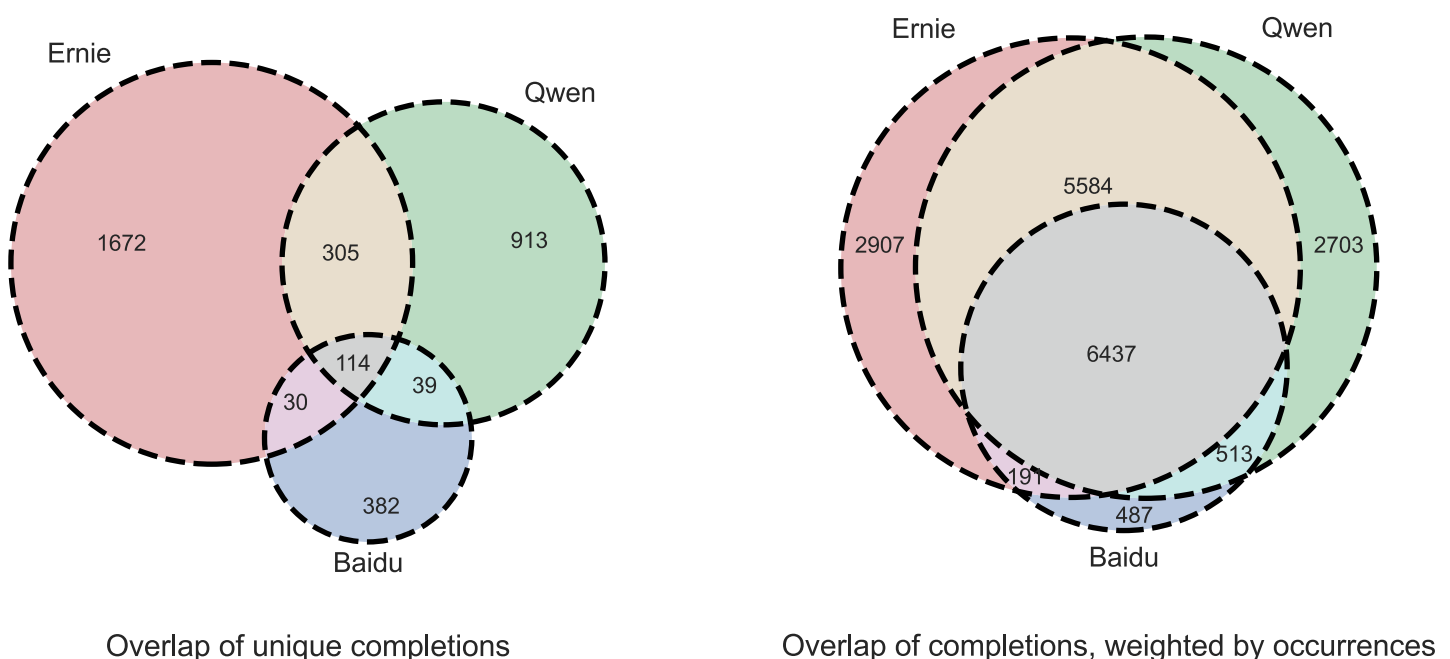 Ernie
Qwen
1672
305
913
114
39
30
382
Baidu
Overlap of unique completions
Ernie
Qwen
5584
2907
2703
6437
513
191
487
Baidu
Overlap of completions, weighted by occurrences